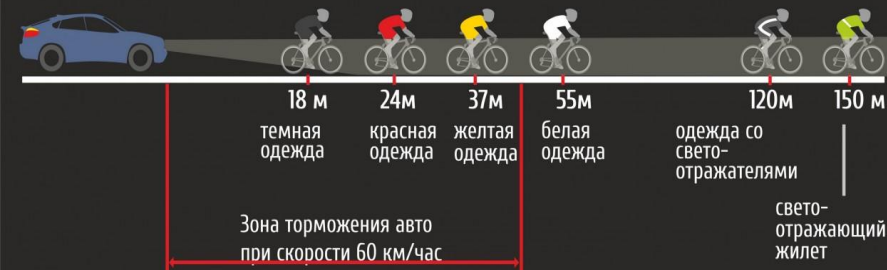 18 м
24м
37м
55м
120м
150 м
темная
одежда
красная
одежда
желтая
одежда
белая
одежда
одежда со
свето-
отражателями
свето-
отражающий
жилет
Зона торможения авто
при скорости 60 км/час